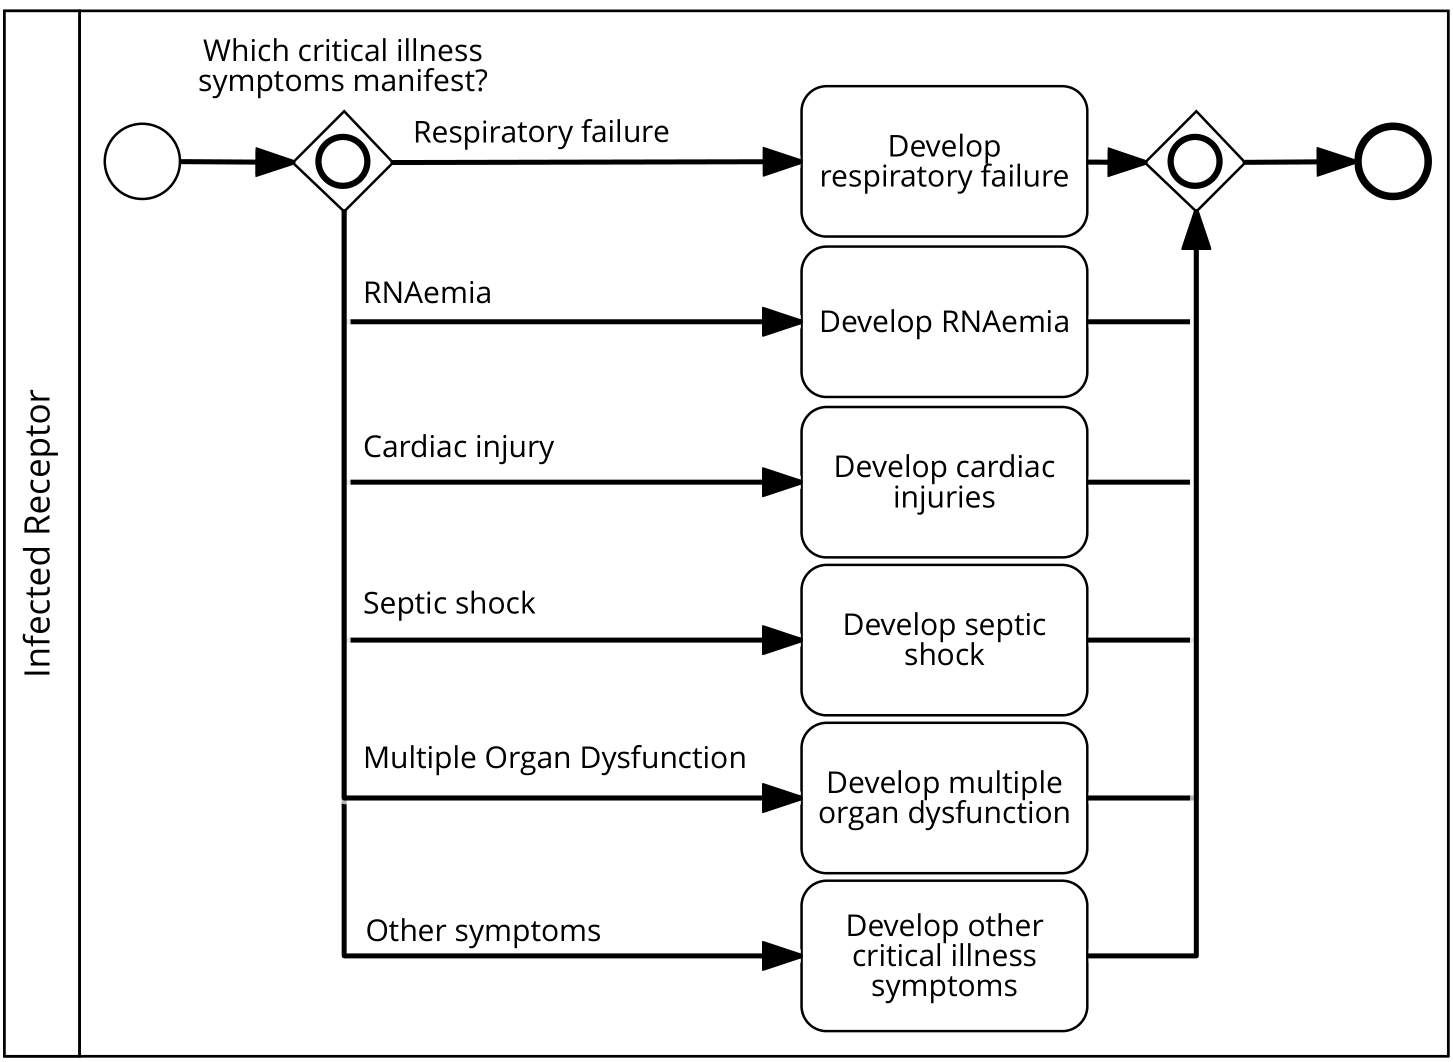 Which critical illness
symptoms manifest?
Respiratory failure
Develop
respiratory failure
RNAemia
Develop RNAemia
Cardiac injury
Develop cardiac
injuries
Infected Receptor
Septic shock
Develop septic
shock
Multiple Organ Dysfunction
Develop multiple
organ dysfunction
Other symptoms
Develop other
critical illness
symptoms